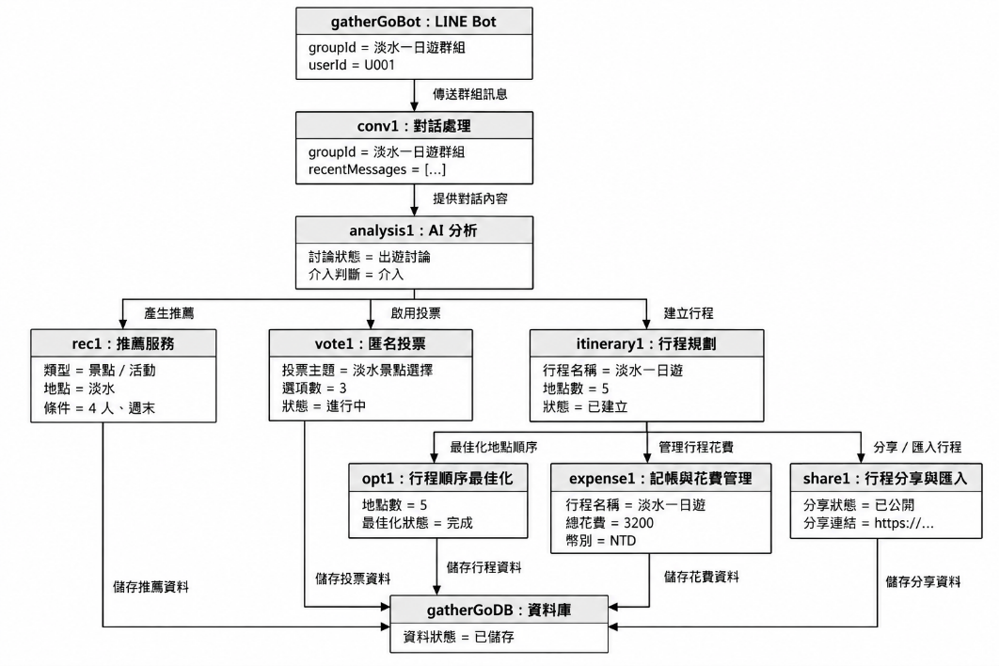 gatherGoBot：LINE Bot
groupId = 淡水一日遊群組
userId = U001
傳送群組訊息
conv1：對話處理
groupId = 淡水一日遊群組
recentMessages = [...]
提供對話內容
analysis1：AI 分析
討論狀態 = 出遊討論
介入判斷 = 介入
產生推薦
啟用投票
建立行程
rec1：推薦服務
類型 = 景點 / 活動
地點 = 淡水
條件 = 4 人、週末
vote1：匿名投票
投票主題 = 淡水景點選擇
選項數 = 3
狀態 = 進行中
itinerary1：行程規劃
行程名稱 = 淡水一日遊
地點數 = 5
狀態 = 已建立
最佳化地點順序
管理行程花費
分享 / 匯入行程
opt1：行程順序最佳化
地點數 = 5
最佳化狀態 = 完成
expense1：記帳與花費管理
行程名稱 = 淡水一日遊
總花費 = 3200
幣別 = NTD
share1：行程分享與匯入
分享狀態 = 已公開
分享連結 = https://...
儲存推薦資料
儲存投票資料
儲存行程資料
儲存花費資料
儲存分享資料
gatherGoDB：資料庫
資料狀態 = 已儲存